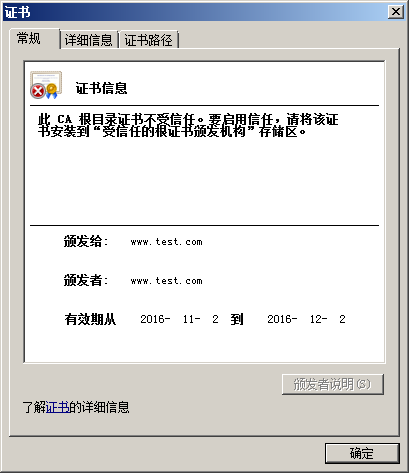 证书
常规 详细信息 证书路径
证书信息
此 CA 根目录证书不受信任。要启用信任，请将该证
书安装到“受信任的根证书颁发机构”存储区。
颁发给: www.test.com
颁发者: www.test.com
有效期从 2016- 11- 2 到 2016- 12- 2
颁发者说明(S)
了解证书的详细信息
确定